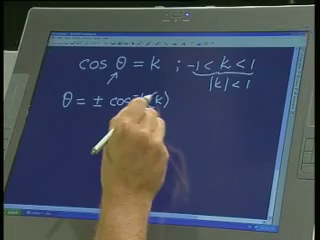 cos θ = k ; -1 < k < 1
|k| < 1
θ = ± cos⁻¹(k)